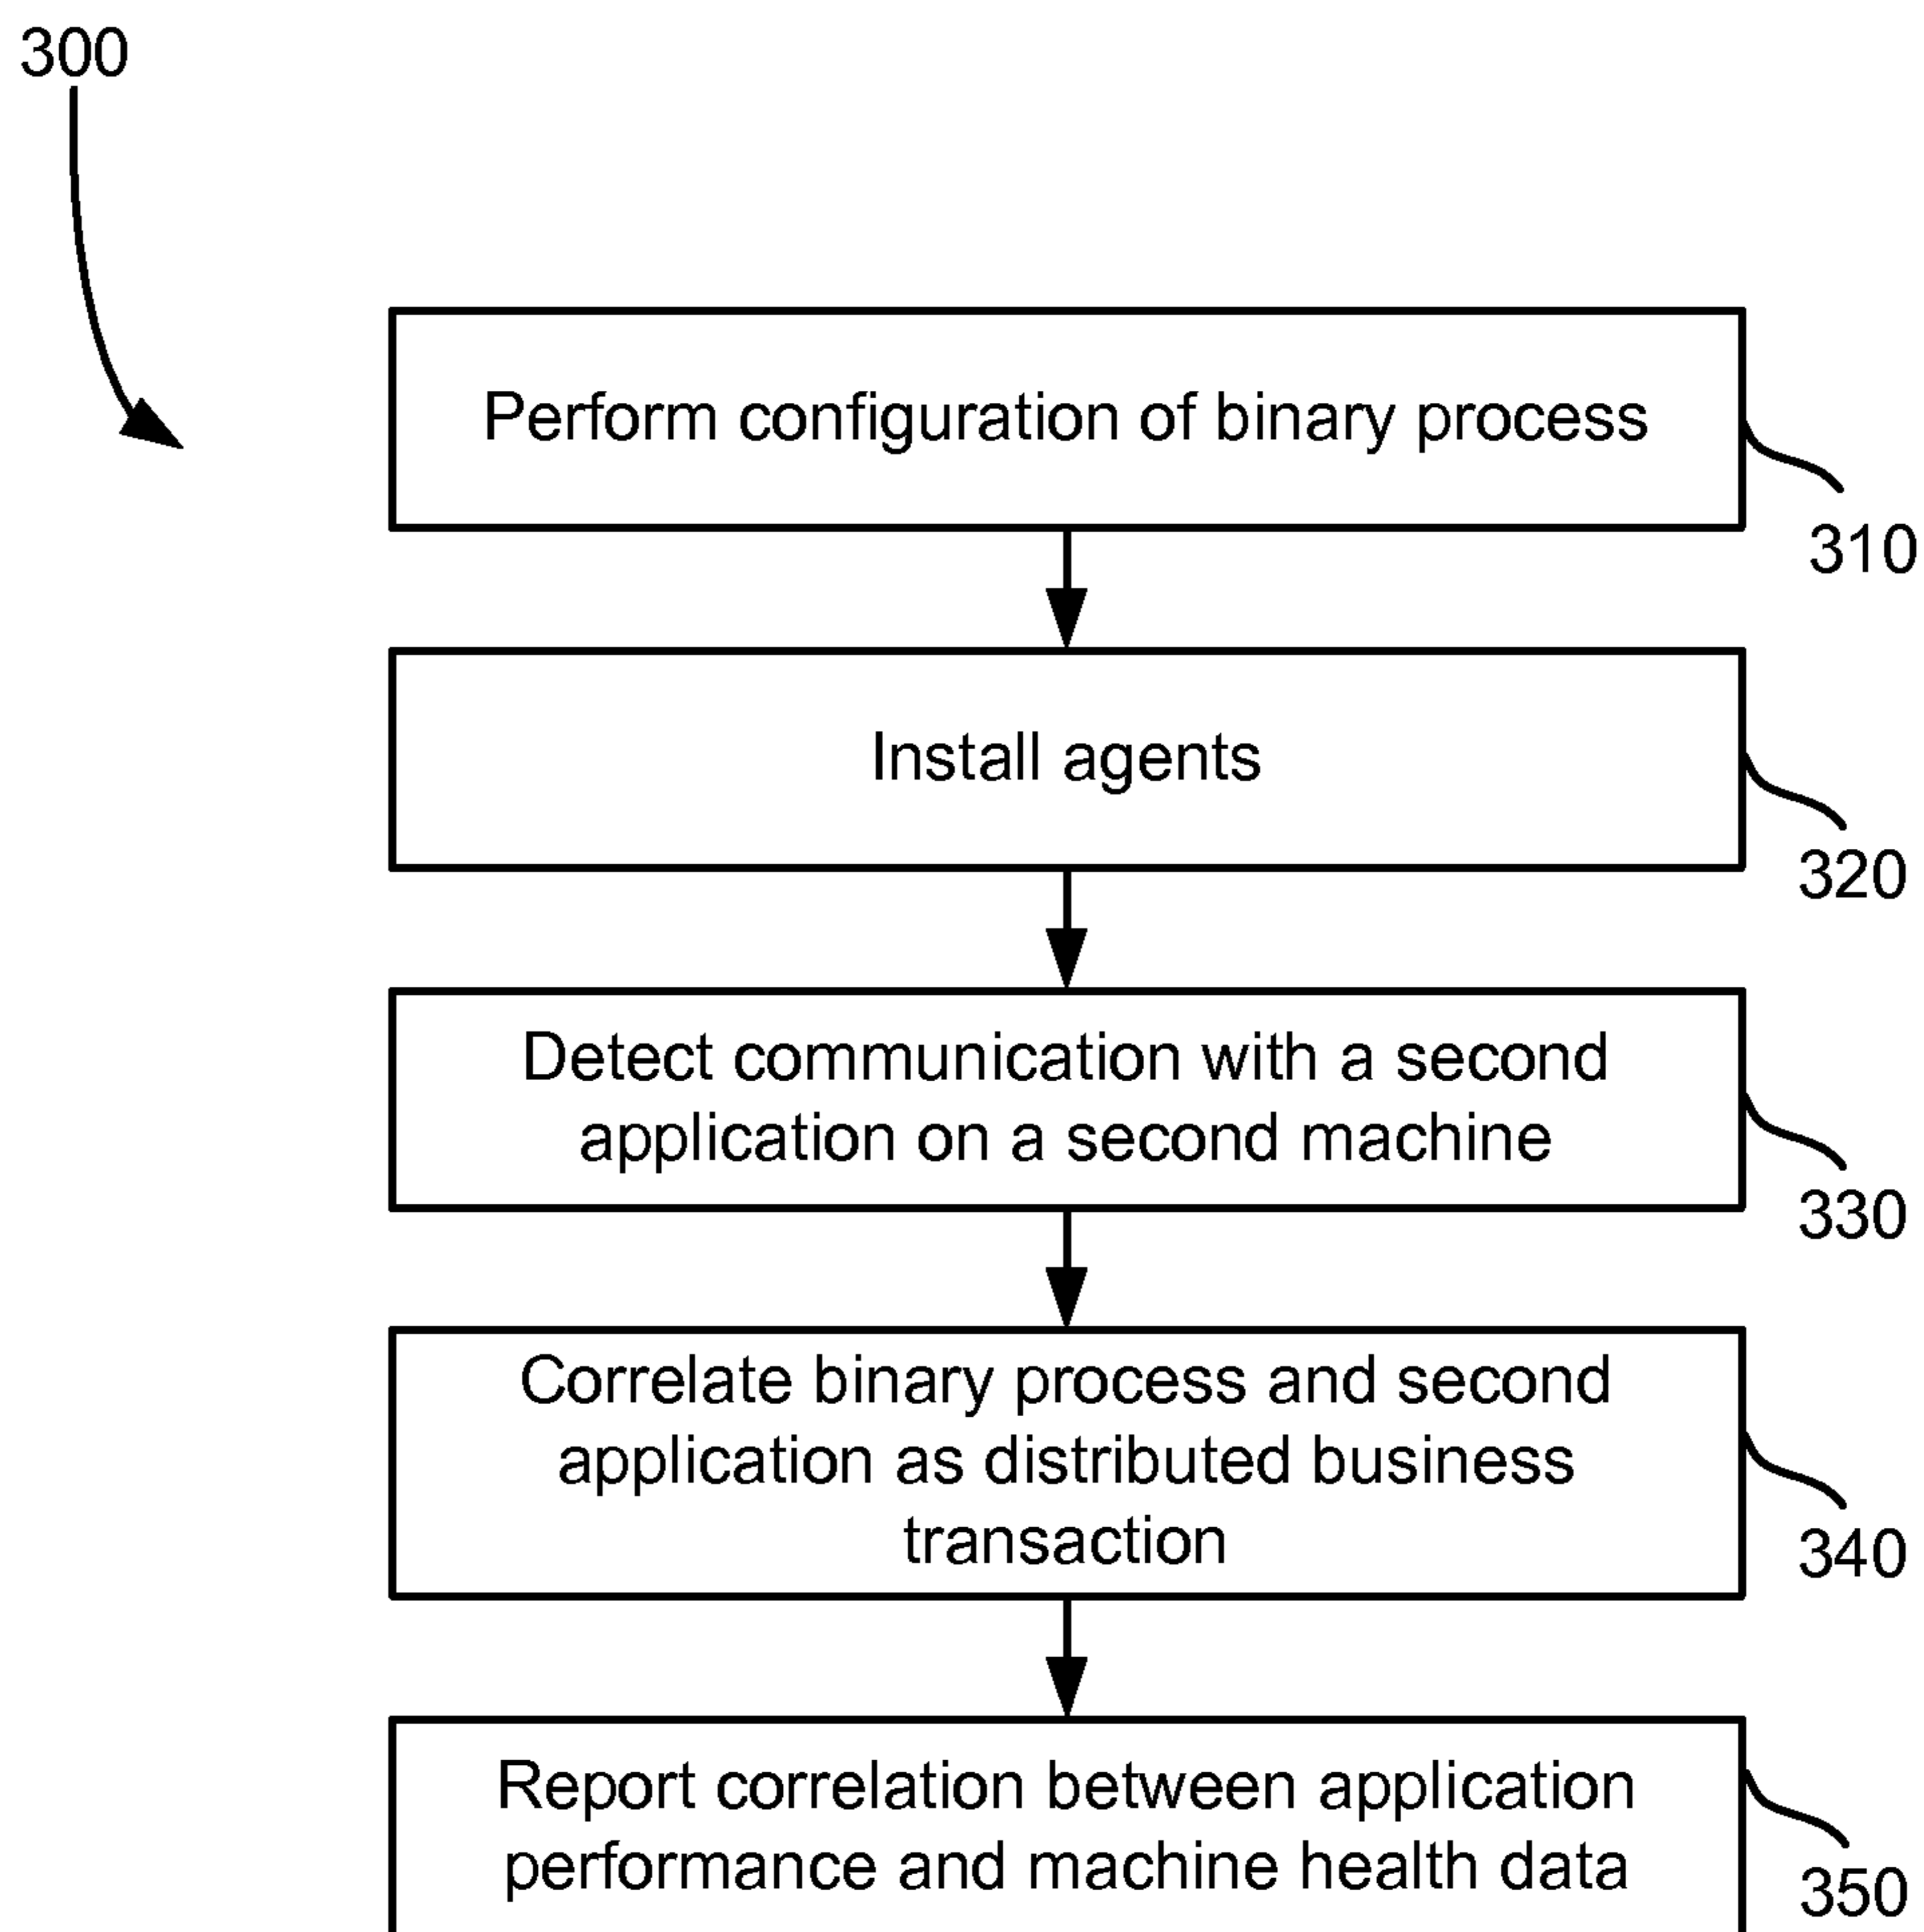 300
Perform configuration of binary process
310
Install agents
320
Detect communication with a second
application on a second machine
330
Correlate binary process and second
application as distributed business
transaction
340
Report correlation between application
performance and machine health data
350